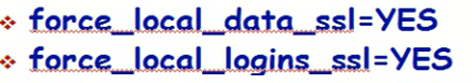 ❖ force_local_data_ssl=YES
❖ force_local_logins_ssl=YES